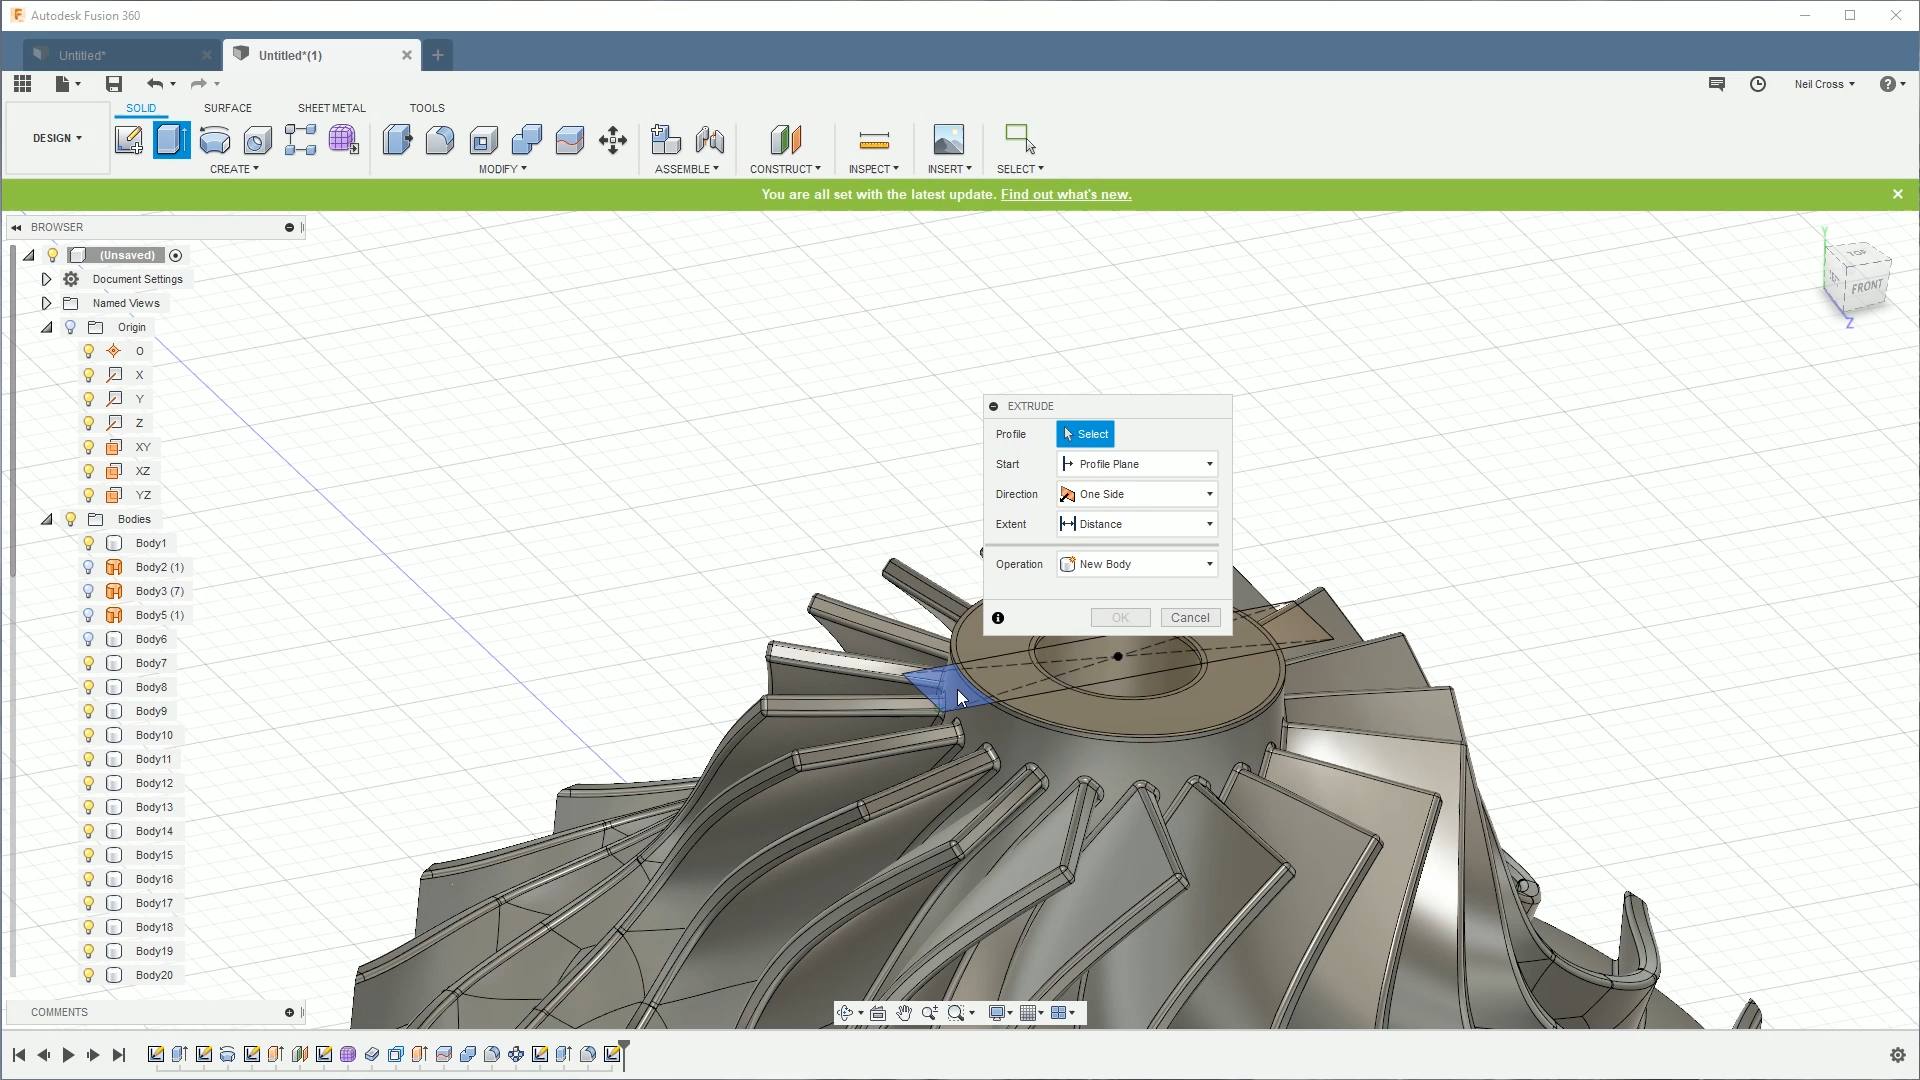 Autodesk Fusion 360
Untitled*
Untitled*(1)
Neil Cross
SOLID
SURFACE
SHEET METAL
TOOLS
DESIGN
CREATE
MODIFY
ASSEMBLE
CONSTRUCT
INSPECT
INSERT
SELECT
You are all set with the latest update. Find out what's new.
BROWSER
(Unsaved)
Document Settings
Named Views
Origin
O
X
Y
Z
XY
XZ
YZ
Bodies
Body1
Body2 (1)
Body3 (7)
Body5 (1)
Body6
Body7
Body8
Body9
Body10
Body11
Body12
Body13
Body14
Body15
Body16
Body17
Body18
Body19
Body20
COMMENTS
Y
TOP
FRONT
Z
EXTRUDE
Profile
Select
Start
Profile Plane
Direction
One Side
Extent
Distance
Operation
New Body
OK
Cancel